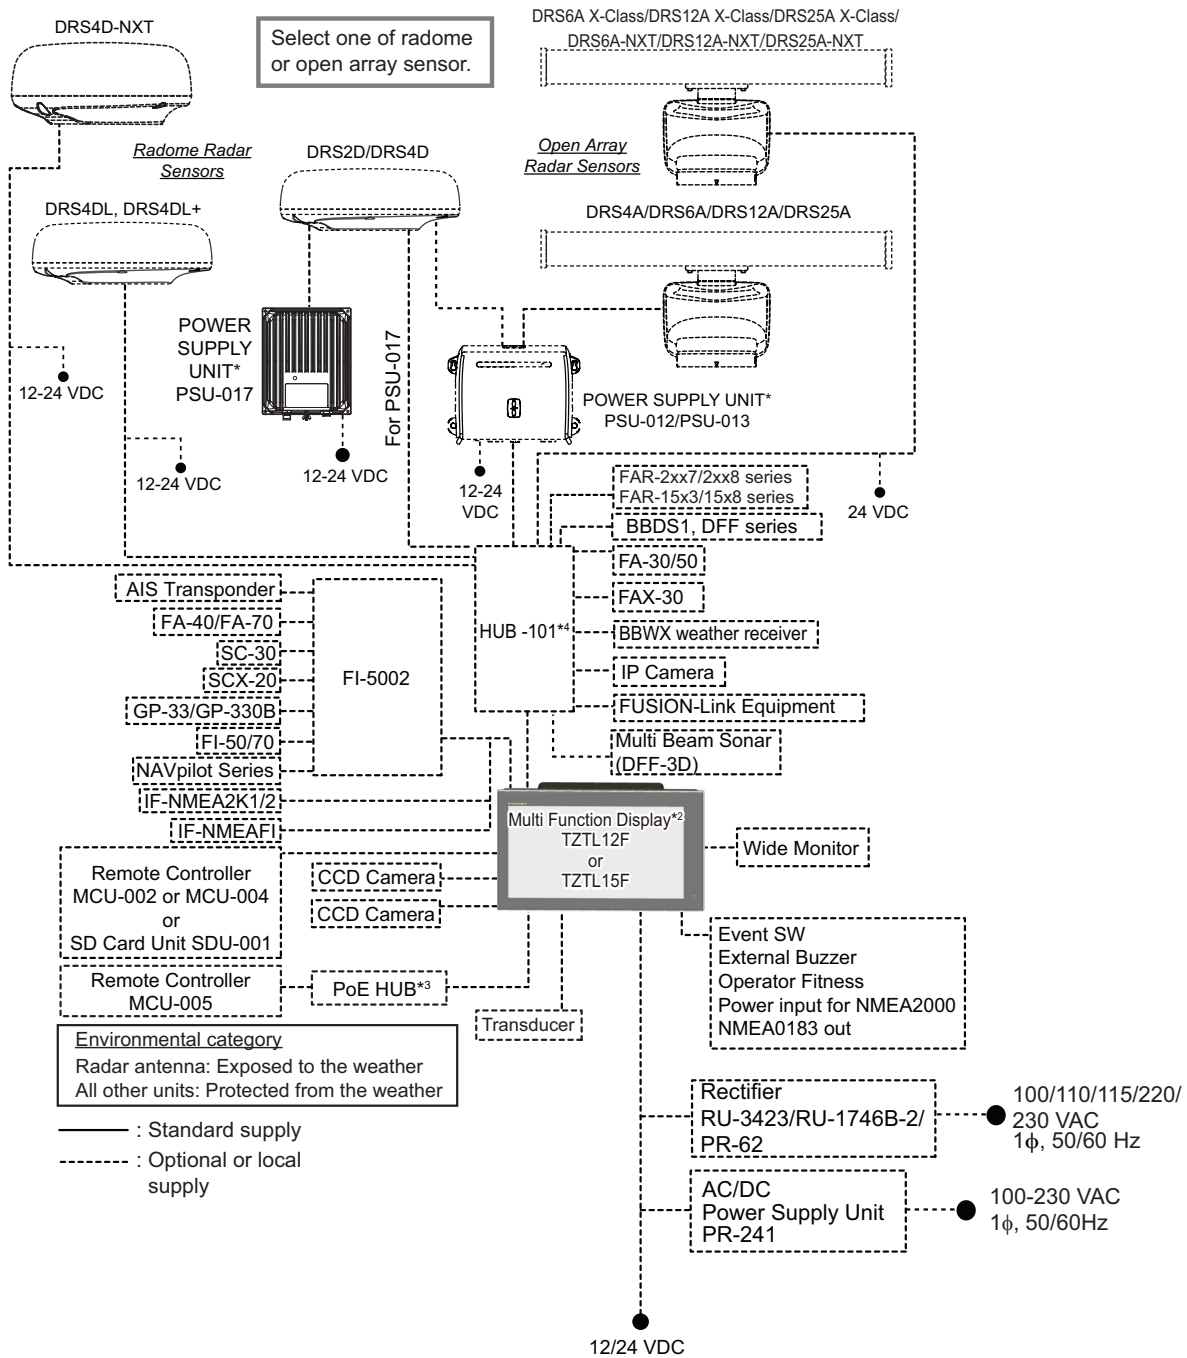 DRS4D-NXT
Select one of radome
or open array sensor.
DRS6A X-Class/DRS12A X-Class/DRS25A X-Class/
DRS6A-NXT/DRS12A-NXT/DRS25A-NXT
Radome Radar
Sensors
DRS2D/DRS4D
Open Array
Radar Sensors
DRS4DL, DRS4DL+
DRS4A/DRS6A/DRS12A/DRS25A
POWER
SUPPLY
UNIT*
PSU-017
For PSU-017
POWER SUPPLY UNIT*
PSU-012/PSU-013
12-24 VDC
12-24 VDC
12-24 VDC
12-24
VDC
24 VDC
FAR-2xx7/2xx8 series
FAR-15x3/15x8 series
BBDS1, DFF series
FA-30/50
FAX-30
BBWX weather receiver
IP Camera
FUSION-Link Equipment
Multi Beam Sonar
(DFF-3D)
HUB -101*4
AIS Transponder
FA-40/FA-70
SC-30
SCX-20
GP-33/GP-330B
FI-50/70
NAVpilot Series
FI-5002
IF-NMEA2K1/2
IF-NMEAFI
Multi Function Display*2
TZTL12F
or
TZTL15F
Wide Monitor
Remote Controller
MCU-002 or MCU-004
or
SD Card Unit SDU-001
CCD Camera
CCD Camera
Remote Controller
MCU-005
PoE HUB*3
Transducer
Event SW
External Buzzer
Operator Fitness
Power input for NMEA2000
NMEA0183 out
Environmental category
Radar antenna: Exposed to the weather
All other units: Protected from the weather
: Standard supply
: Optional or local
supply
Rectifier
RU-3423/RU-1746B-2/
PR-62
100/110/115/220/
230 VAC
1ϕ, 50/60 Hz
AC/DC
Power Supply Unit
PR-241
100-230 VAC
1ϕ, 50/60Hz
12/24 VDC